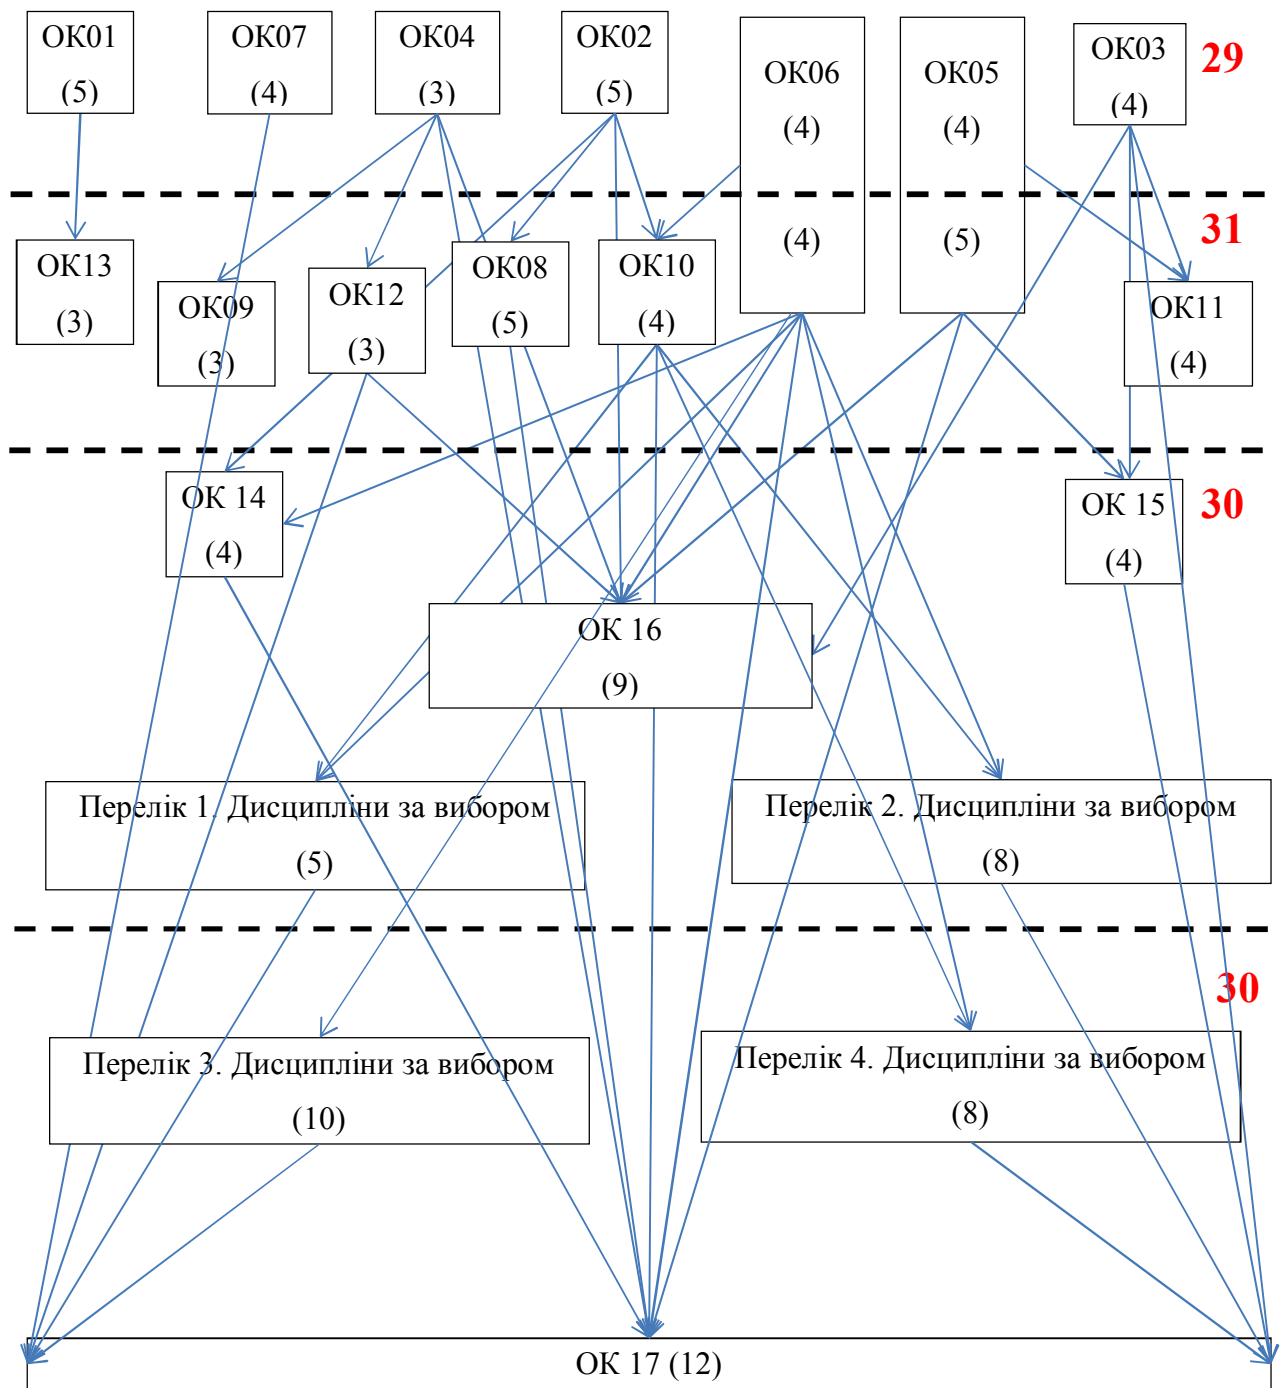 ОК01
(5)
ОК07
(4)
ОК04
(3)
ОК02
(5)
ОК06
(4)
(4)
ОК05
(4)
(5)
ОК03
(4)
29
31
ОК13
(3)
ОК09
(3)
ОК12
(3)
ОК08
(5)
ОК10
(4)
ОК11
(4)
ОК 14
(4)
ОК 15
(4)
30
ОК 16
(9)
Перелік 1. Дисципліни за вибором
(5)
Перелік 2. Дисципліни за вибором
(8)
30
Перелік 3. Дисципліни за вибором
(10)
Перелік 4. Дисципліни за вибором
(8)
ОК 17 (12)